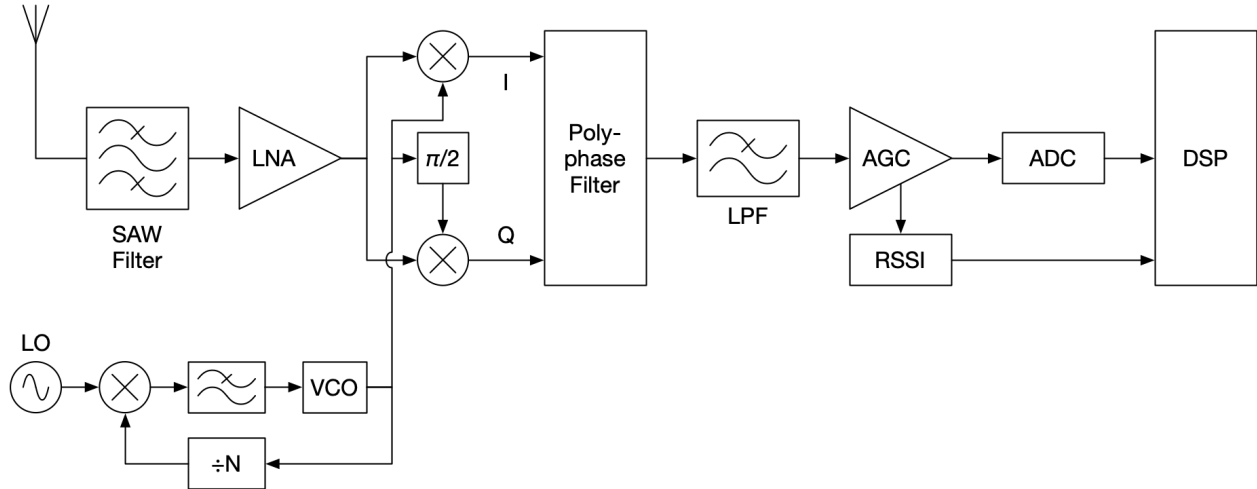 SAW
Filter
LNA
I
π/2
Q
Poly-
phase
Filter
LPF
AGC
RSSI
ADC
DSP
LO
VCO
÷N